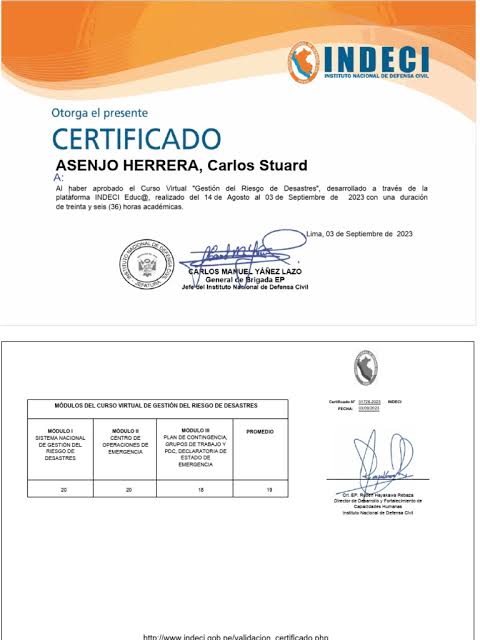 INDECI
INSTITUTO NACIONAL DE DEFENSA CIVIL
Otorga el presente
CERTIFICADO
ASENJO HERRERA, Carlos Stuard
A:
Al haber aprobado el Curso Virtual "Gestión del Riesgo de Desastres", desarrollado a través de la
plataforma INDECI Educ@, realizado del 14 de Agosto al 03 de Septiembre de 2023 con una duración
de treinta y seis (36) horas académicas.
Lima, 03 de Septiembre de 2023
INSTITUTO NACIONAL DE DEFENSA CIVIL
JEFATURA
CARLOS MANUEL YÁÑEZ LAZO
General de Brigada EP
Jefe del Instituto Nacional de Defensa Civil
Certificado N° 01728-2023 INDECI
FECHA: 03/09/2023
MÓDULOS DEL CURSO VIRTUAL DE GESTIÓN DEL RIESGO DE DESASTRES
MÓDULO I
SISTEMA NACIONAL
DE GESTIÓN DEL
RIESGO DE
DESASTRES
MÓDULO II
CENTRO DE
OPERACIONES DE
EMERGENCIA
MÓDULO III
PLAN DE CONTINGENCIA,
GRUPOS DE TRABAJO Y
PDC, DECLARATORIA DE
ESTADO DE
EMERGENCIA
PROMEDIO
20 20 18 19
Hayakawa Rebaza
Director de Desarrollo y Fortalecimiento de
Capacidades Humanas
Instituto Nacional de Defensa Civil
http://www.indeci.gob.pe/validacion_certificado.php